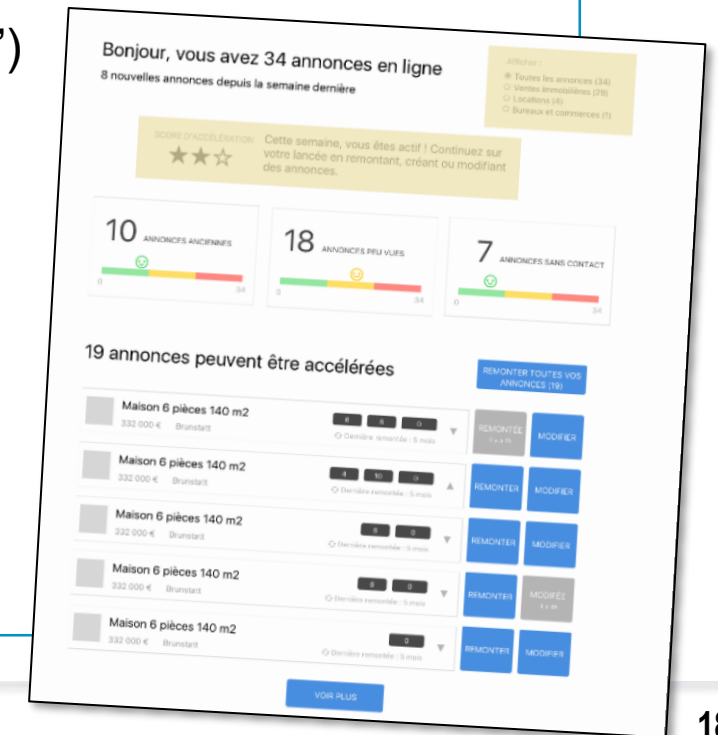 ’)
Bonjour, vous avez 34 annonces en ligne
8 nouvelles annonces depuis la semaine dernière
Afficher :
Toutes les annonces (34)
Ventes immobilières (29)
Locations (4)
Bureaux et commerces (1)
SCORE D'ACCÉLÉRATION
Cette semaine, vous êtes actif ! Continuez sur
votre lancée en remontant, créant ou modifiant
des annonces.
10 ANNONCES ANCIENNES
0 34
18 ANNONCES PEU VUES
0 34
7 ANNONCES SANS CONTACT
0 34
19 annonces peuvent être accélérées
REMONTER TOUTES VOS
ANNONCES (19)
Maison 6 pièces 140 m2
332 000 € Brunstatt
0
Dernière remontée : 5 mois
REMONTÉE
MODIFIER
Maison 6 pièces 140 m2
332 000 € Brunstatt
4 10 0
Dernière remontée : 5 mois
REMONTER
MODIFIER
Maison 6 pièces 140 m2
332 000 € Brunstatt
0
Dernière remontée : 5 mois
REMONTER
MODIFIER
Maison 6 pièces 140 m2
332 000 € Brunstatt
0
Dernière remontée : 5 mois
REMONTER
MODIFIÉE
Maison 6 pièces 140 m2
332 000 € Brunstatt
0
Dernière remontée : 5 mois
REMONTER
MODIFIER
VOIR PLUS
18